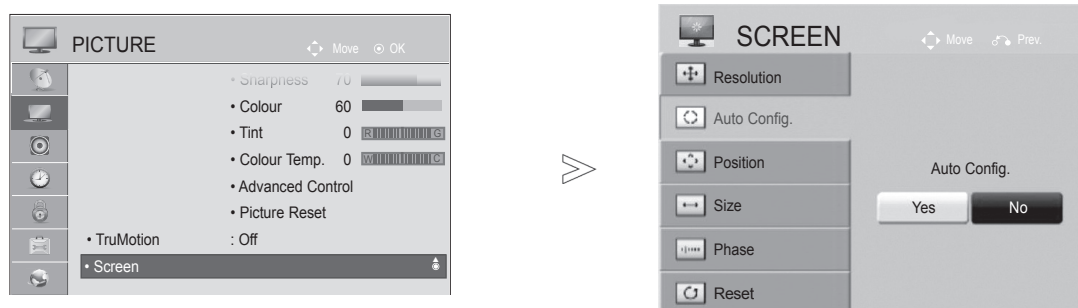 PICTURE
Move OK
• Sharpness 70
• Colour 60
• Tint 0 R G
• Colour Temp. 0 W C
• Advanced Control
• Picture Reset
• TruMotion : Off
• Screen
SCREEN
Move Prev.
Resolution
Auto Config.
Position
Size
Phase
Reset
Auto Config.
Yes No